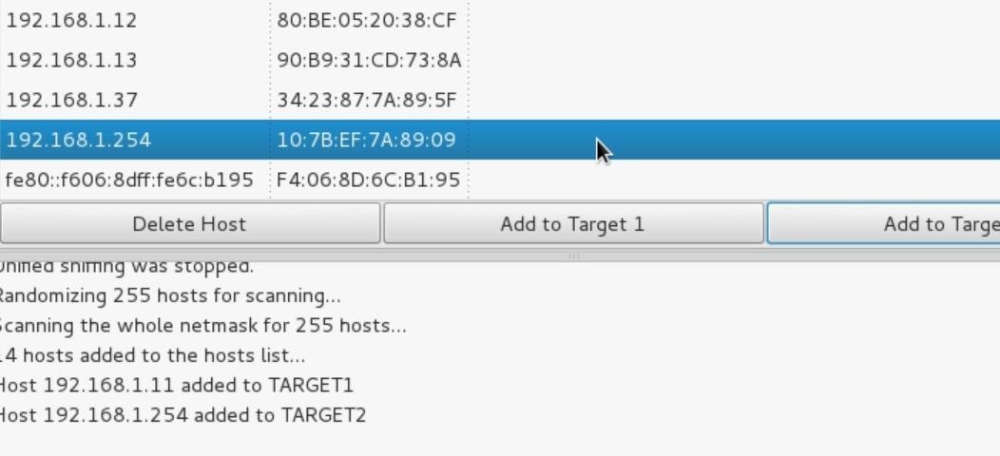 192.168.1.12 80:BE:05:20:38:CF
192.168.1.13 90:B9:31:CD:73:8A
192.168.1.37 34:23:87:7A:89:5F
192.168.1.254 10:7B:EF:7A:89:09
fe80::f606:8dff:fe6c:b195 F4:06:8D:6C:B1:95
Delete Host Add to Target 1 Add to Targe
Unified sniffing was stopped.
Randomizing 255 hosts for scanning...
Scanning the whole netmask for 255 hosts...
14 hosts added to the hosts list...
Host 192.168.1.11 added to TARGET1
Host 192.168.1.254 added to TARGET2